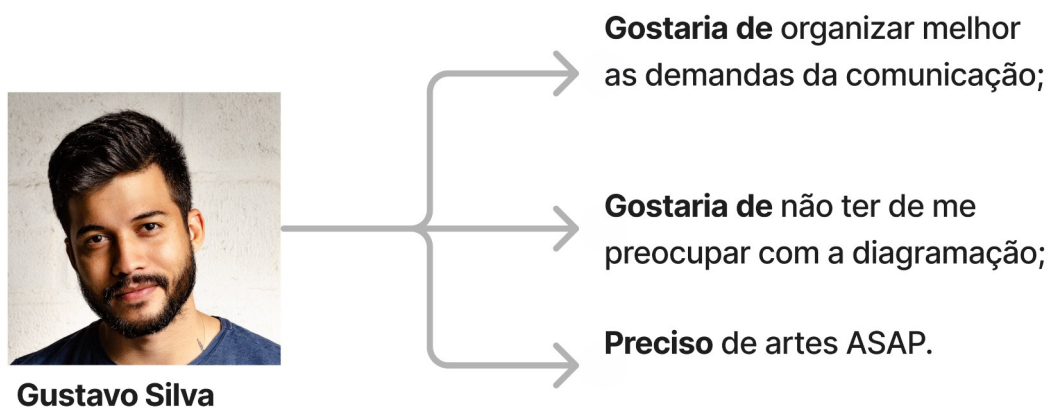 Gostaria de organizar melhor
as demandas da comunicação;
Gostaria de não ter de me
preocupar com a diagramação;
Preciso de artes ASAP.
Gustavo Silva